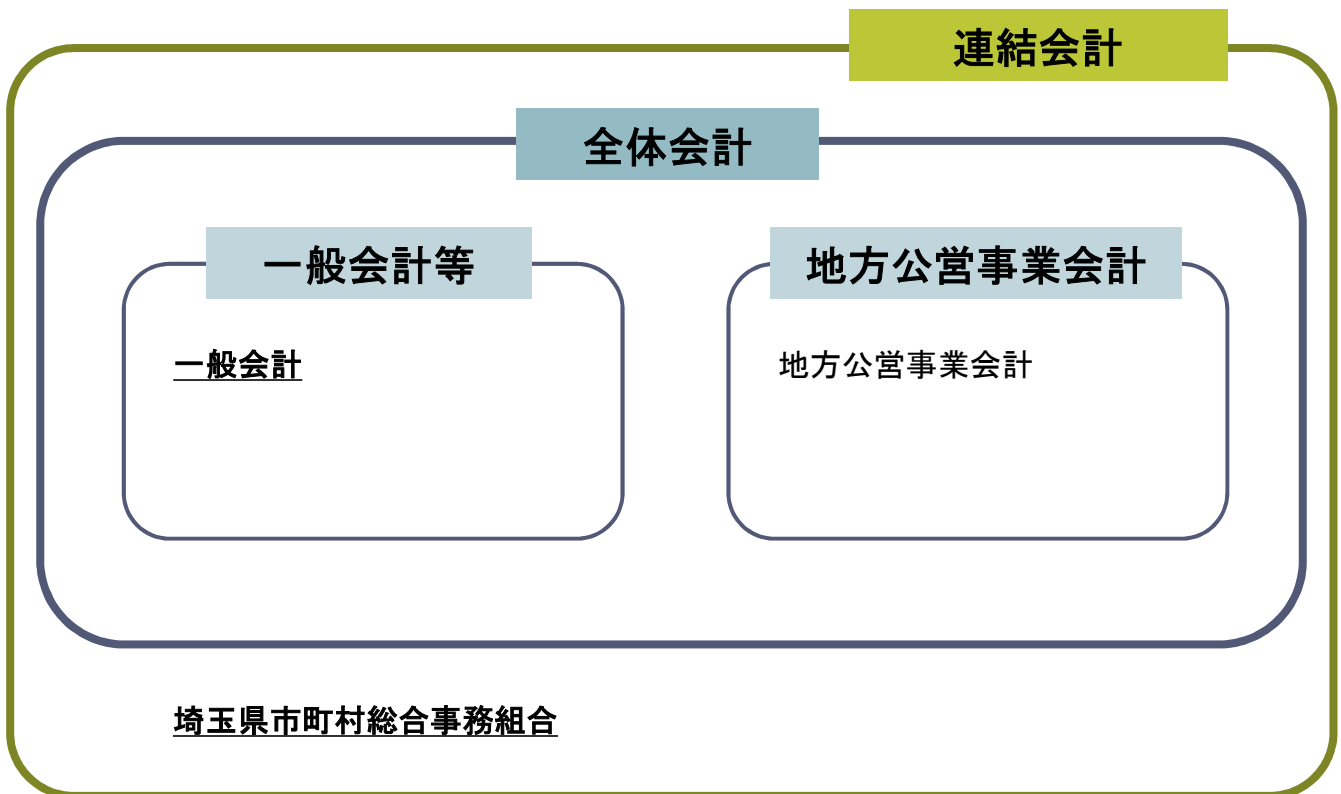 連結会計
全体会計
一般会計等
地方公営事業会計
一般会計
地方公営事業会計
埼玉県市町村総合事務組合